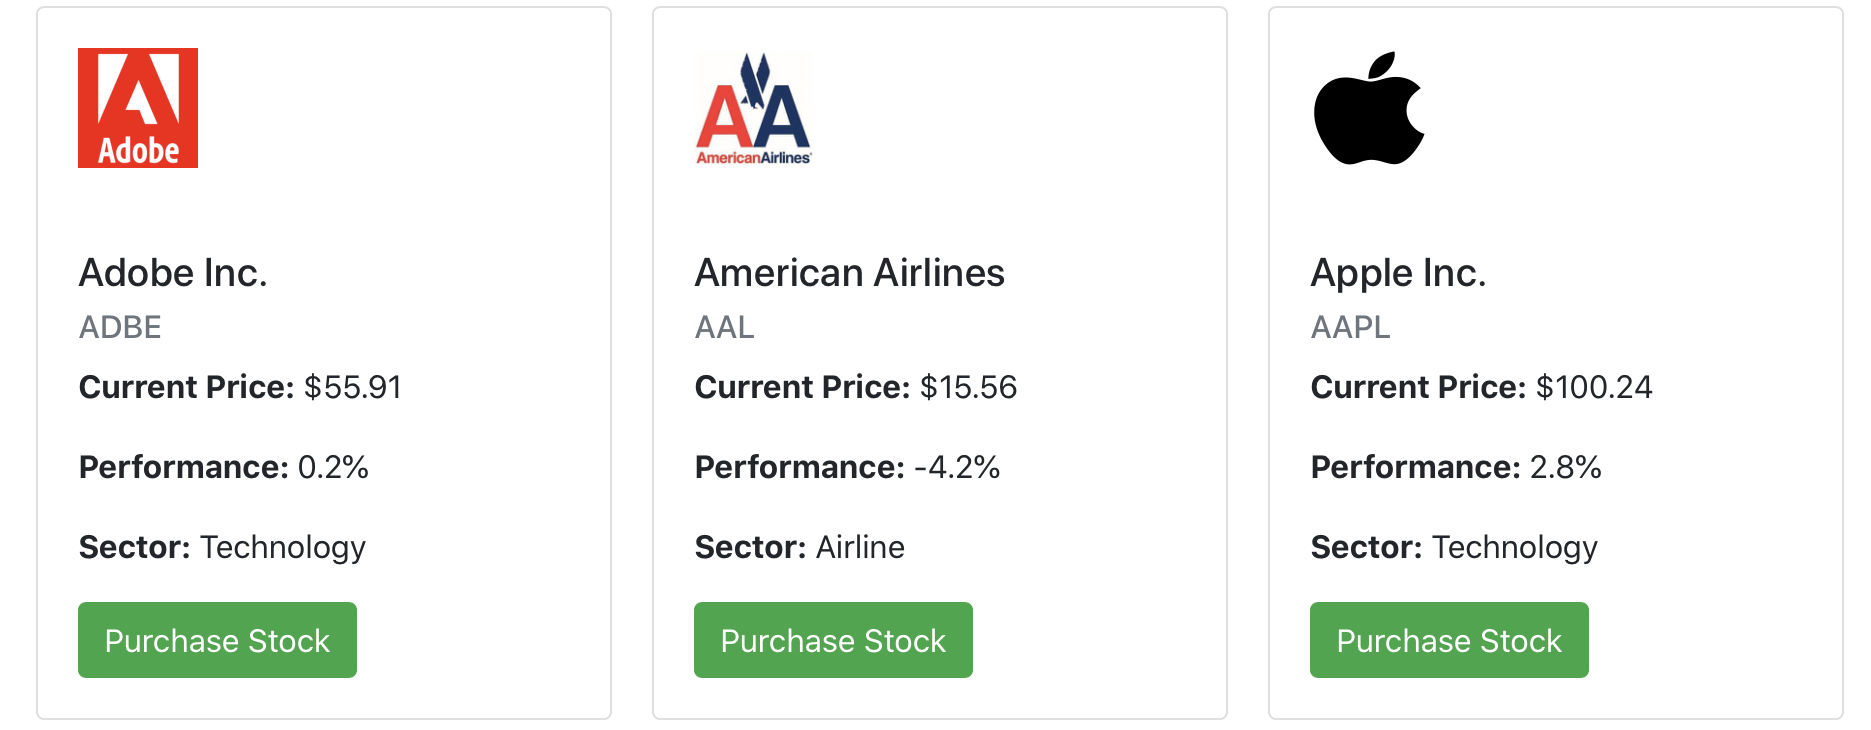 Adobe
Adobe Inc.
ADBE
Current Price: $55.91
Performance: 0.2%
Sector: Technology
Purchase Stock
AA
AmericanAirlines
American Airlines
AAL
Current Price: $15.56
Performance: -4.2%
Sector: Airline
Purchase Stock
Apple Inc.
AAPL
Current Price: $100.24
Performance: 2.8%
Sector: Technology
Purchase Stock